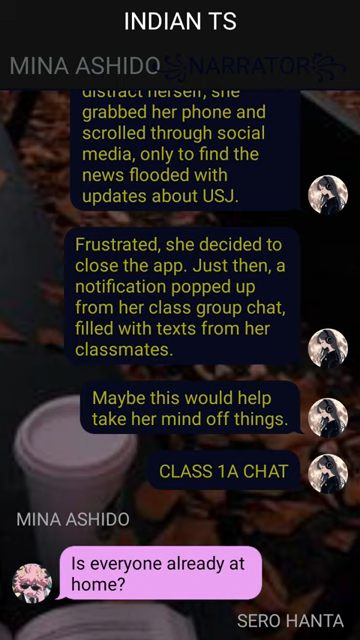 INDIAN TS
MINA ASHIDO ꧁NARRATOR꧂
distract herself, she
grabbed her phone and
scrolled through social
media, only to find the
news flooded with
updates about USJ.
Frustrated, she decided to
close the app. Just then, a
notification popped up
from her class group chat,
filled with texts from her
classmates.
Maybe this would help
take her mind off things.
CLASS 1A CHAT
MINA ASHIDO
Is everyone already at
home?
SERO HANTA